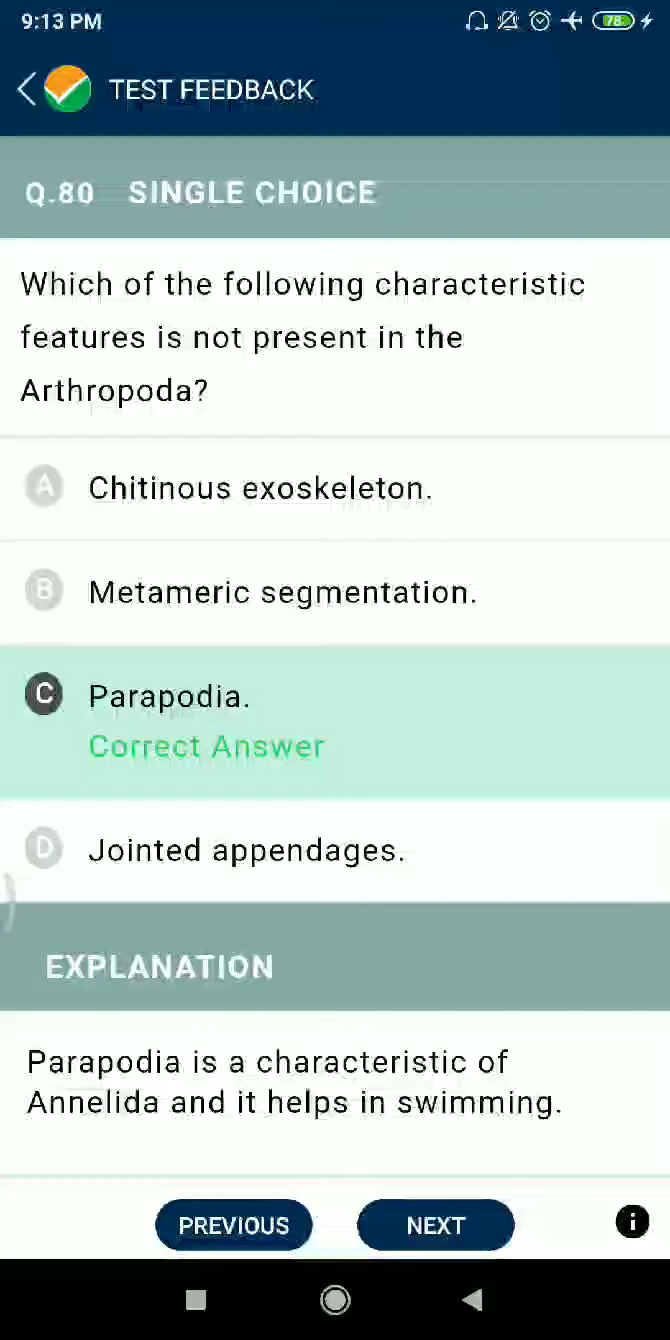 9:13 PM
78
TEST FEEDBACK
Q.80 SINGLE CHOICE
Which of the following characteristic
features is not present in the
Arthropoda?
A Chitinous exoskeleton.
B Metameric segmentation.
C Parapodia.
Correct Answer
D Jointed appendages.
EXPLANATION
Parapodia is a characteristic of
Annelida and it helps in swimming.
PREVIOUS NEXT i